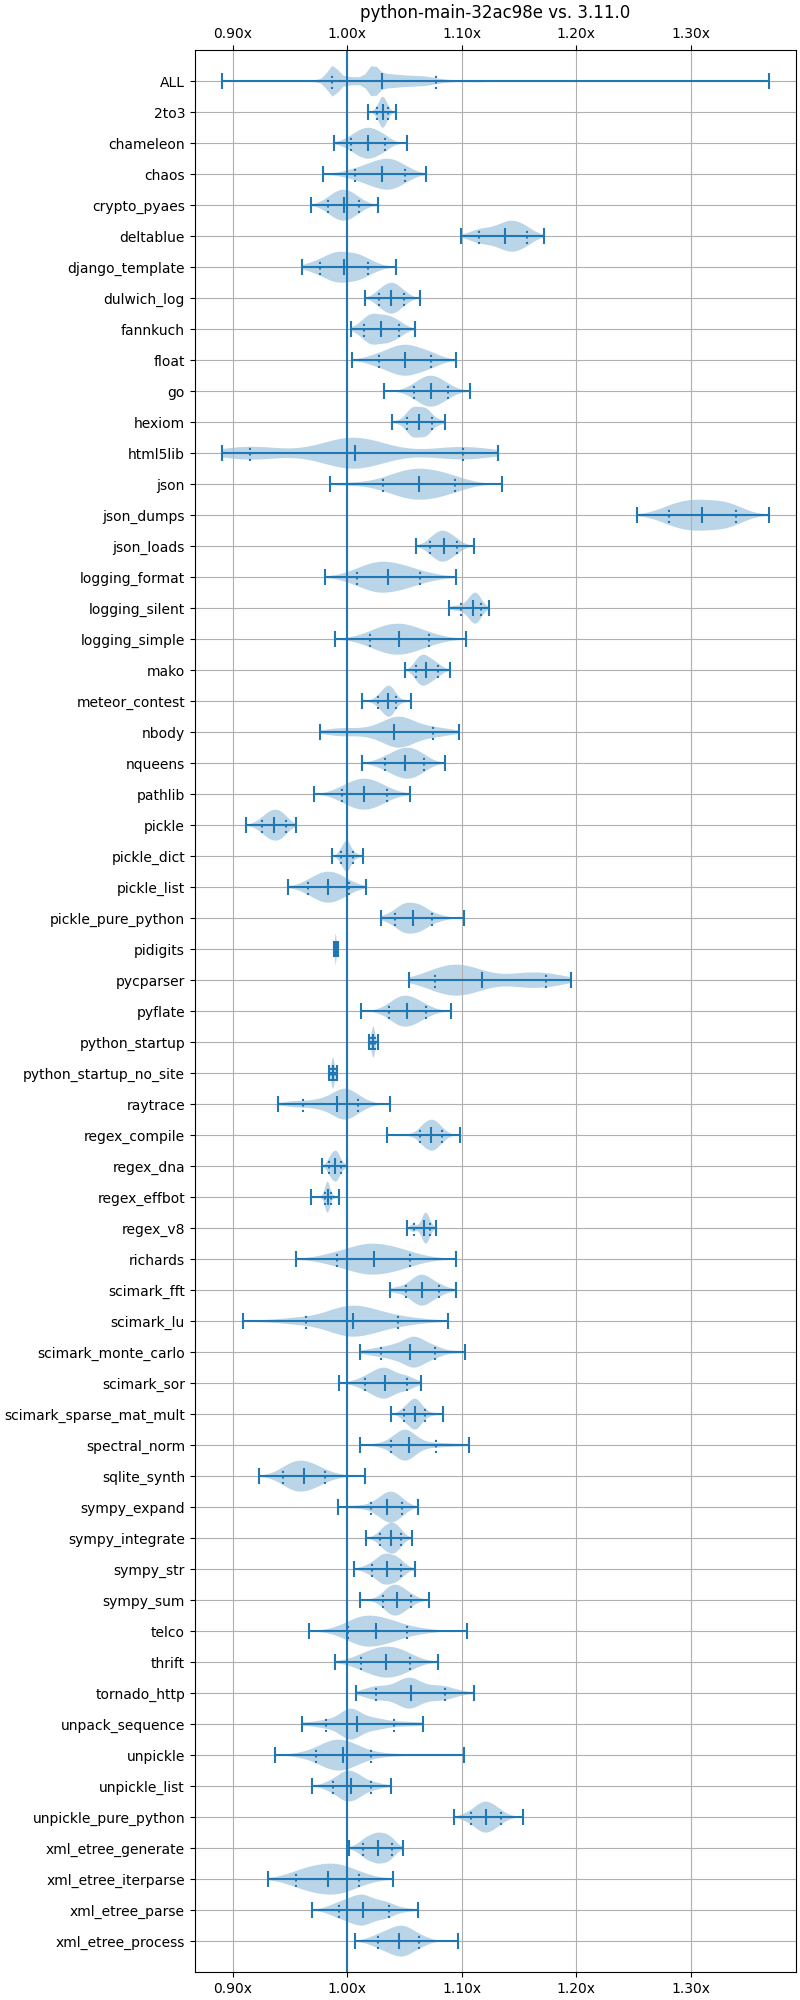 python-main-32ac98e vs. 3.11.0
0.90x 1.00x 1.10x 1.20x 1.30x
ALL
2to3
chameleon
chaos
crypto_pyaes
deltablue
django_template
dulwich_log
fannkuch
float
go
hexiom
html5lib
json
json_dumps
json_loads
logging_format
logging_silent
logging_simple
mako
meteor_contest
nbody
nqueens
pathlib
pickle
pickle_dict
pickle_list
pickle_pure_python
pidigits
pycparser
pyflate
python_startup
python_startup_no_site
raytrace
regex_compile
regex_dna
regex_effbot
regex_v8
richards
scimark_fft
scimark_lu
scimark_monte_carlo
scimark_sor
scimark_sparse_mat_mult
spectral_norm
sqlite_synth
sympy_expand
sympy_integrate
sympy_str
sympy_sum
telco
thrift
tornado_http
unpack_sequence
unpickle
unpickle_list
unpickle_pure_python
xml_etree_generate
xml_etree_iterparse
xml_etree_parse
xml_etree_process
0.90x 1.00x 1.10x 1.20x 1.30x